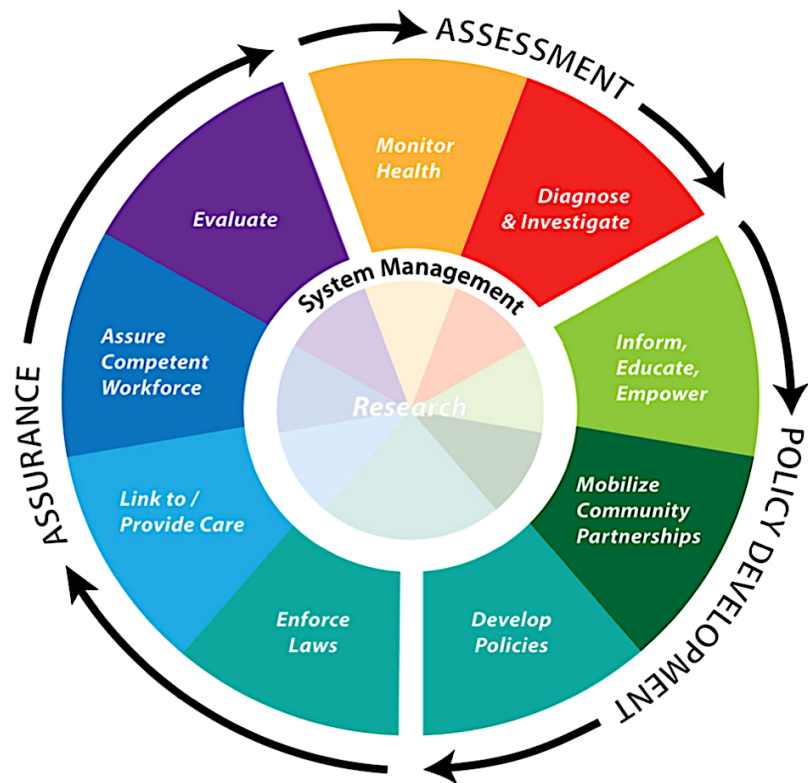 ASSESSMENT
Monitor
Health
Diagnose
& Investigate
Inform,
Educate,
Empower
Mobilize
Community
Partnerships
POLICY DEVELOPMENT
Develop
Policies
Enforce
Laws
Link to /
Provide Care
Assure
Competent
Workforce
Evaluate
ASSURANCE
System Management
Research